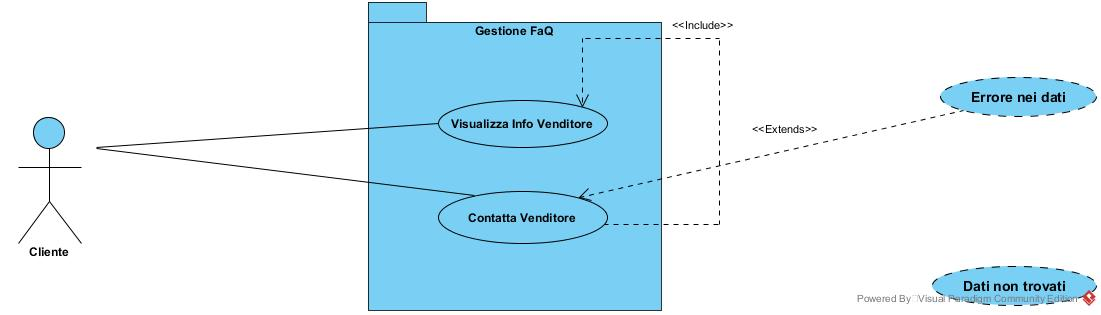 <<Include>>
Gestione FaQ
Errore nei dati
Visualizza Info Venditore
<<Extends>>
Contatta Venditore
Cliente
Dati non trovati
Powered By Visual Paradigm Community Edition